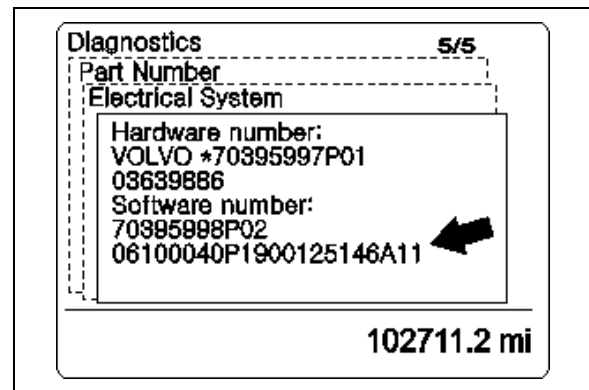 Diagnostics 5/5
Part Number
Electrical System
Hardware number:
VOLVO *70395997P01
03639886
Software number:
70395998P02
06100040P1900125146A11
102711.2 mi